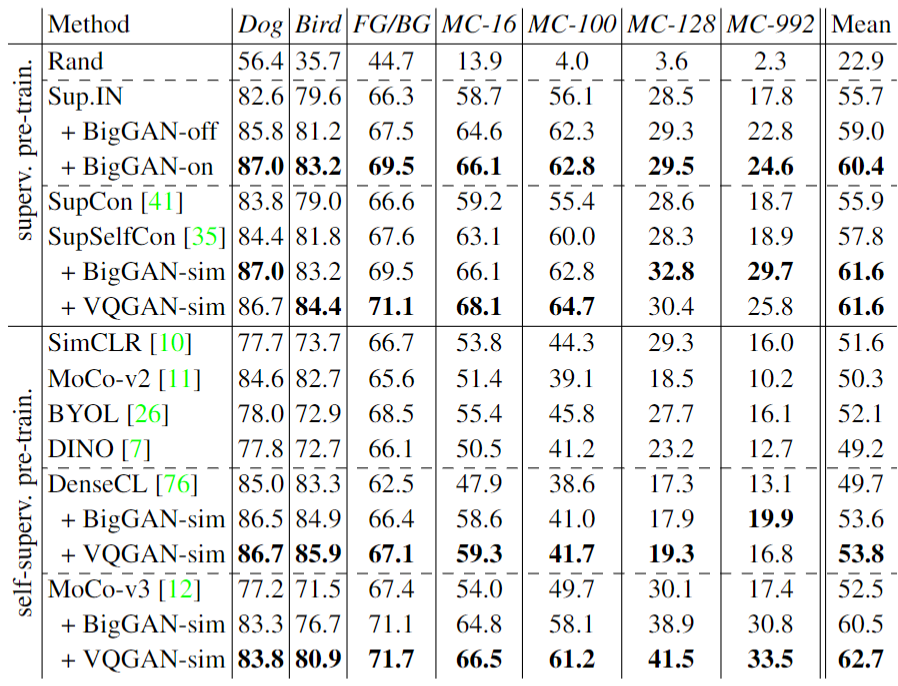 Method Dog Bird FG/BG MC-16 MC-100 MC-128 MC-992 Mean
superv. pre-train.
Rand 56.4 35.7 44.7 13.9 4.0 3.6 2.3 22.9
Sup.IN 82.6 79.6 66.3 58.7 56.1 28.5 17.8 55.7
+ BigGAN-off 85.8 81.2 67.5 64.6 62.3 29.3 22.8 59.0
+ BigGAN-on 87.0 83.2 69.5 66.1 62.8 29.5 24.6 60.4
SupCon [41] 83.8 79.0 66.6 59.2 55.4 28.6 18.7 55.9
SupSelfCon [35] 84.4 81.8 67.6 63.1 60.0 28.3 18.9 57.8
+ BigGAN-sim 87.0 83.2 69.5 66.1 62.8 32.8 29.7 61.6
+ VQGAN-sim 86.7 84.4 71.1 68.1 64.7 30.4 25.8 61.6
self-superv. pre-train.
SimCLR [10] 77.7 73.7 66.7 53.8 44.3 29.3 16.0 51.6
MoCo-v2 [11] 84.6 82.7 65.6 51.4 39.1 18.5 10.2 50.3
BYOL [26] 78.0 72.9 68.5 55.4 45.8 27.7 16.1 52.1
DINO [7] 77.8 72.7 66.1 50.5 41.2 23.2 12.7 49.2
DenseCL [76] 85.0 83.3 62.5 47.9 38.6 17.3 13.1 49.7
+ BigGAN-sim 86.5 84.9 66.4 58.6 41.0 17.9 19.9 53.6
+ VQGAN-sim 86.7 85.9 67.1 59.3 41.7 19.3 16.8 53.8
MoCo-v3 [12] 77.2 71.5 67.4 54.0 49.7 30.1 17.4 52.5
+ BigGAN-sim 83.3 76.7 71.1 64.8 58.1 38.9 30.8 60.5
+ VQGAN-sim 83.8 80.9 71.7 66.5 61.2 41.5 33.5 62.7